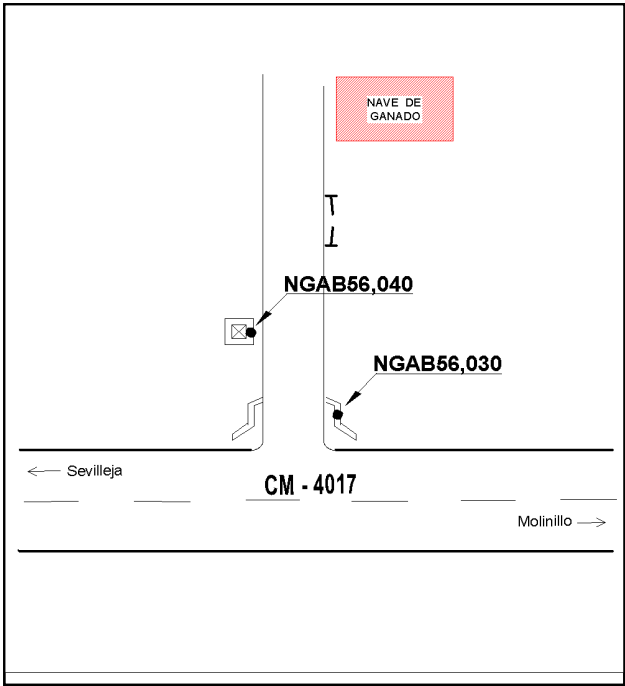 NAVE DE
GANADO
NGAB56,040
NGAB56,030
Sevilleja
CM - 4017
Molinillo